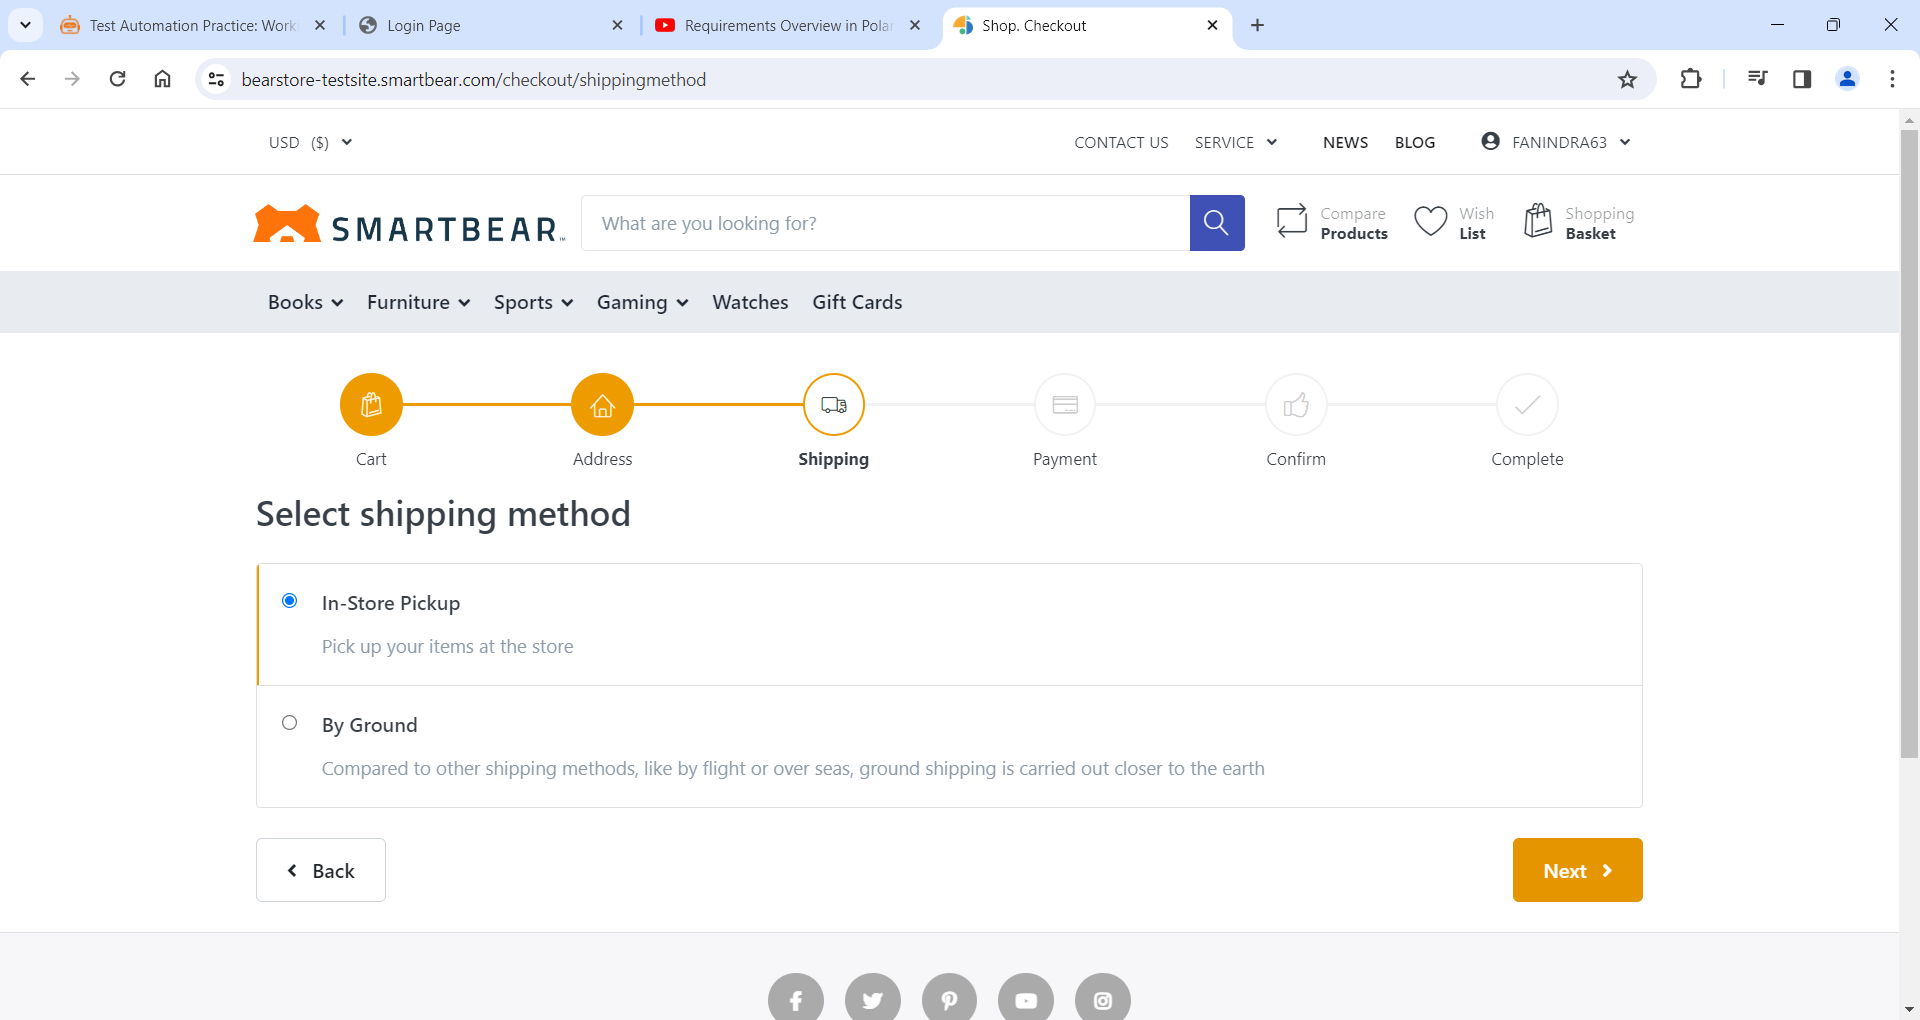 Test Automation Practice: Work
Login Page
Requirements Overview in Polar
Shop. Checkout
bearstore-testsite.smartbear.com/checkout/shippingmethod
USD ($)
CONTACT US
SERVICE
NEWS
BLOG
FANINDRA63
SMARTBEAR
What are you looking for?
Compare
Products
Wish
List
Shopping
Basket
Books
Furniture
Sports
Gaming
Watches
Gift Cards
Cart
Address
Shipping
Payment
Confirm
Complete
Select shipping method
In-Store Pickup
Pick up your items at the store
By Ground
Compared to other shipping methods, like by flight or over seas, ground shipping is carried out closer to the earth
Back
Next